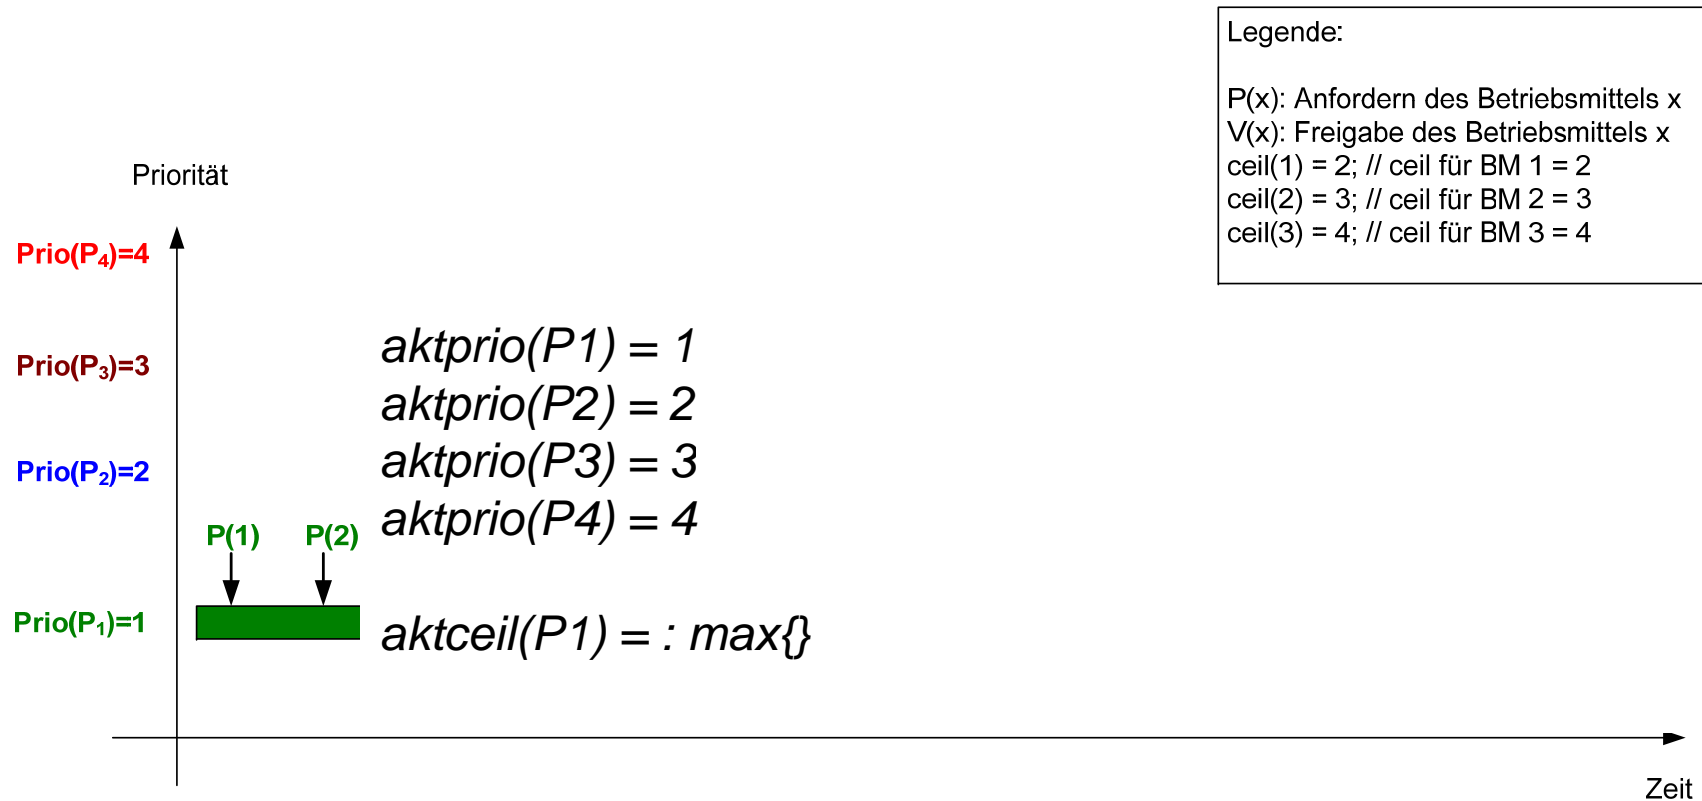 Legende:
P(x): Anfordern des Betriebsmittels x
V(x): Freigabe des Betriebsmittels x
ceil(1) = 2; // ceil für BM 1 = 2
ceil(2) = 3; // ceil für BM 2 = 3
ceil(3) = 4; // ceil für BM 3 = 4
Priorität
Prio(P4)=4
aktprio(P1) = 1
Prio(P3)=3
aktprio(P2) = 2
aktprio(P3) = 3
Prio(P2)=2
aktprio(P4) = 4
P(1) P(2)
Prio(P1)=1
aktceil(P1) = : max{}
Zeit